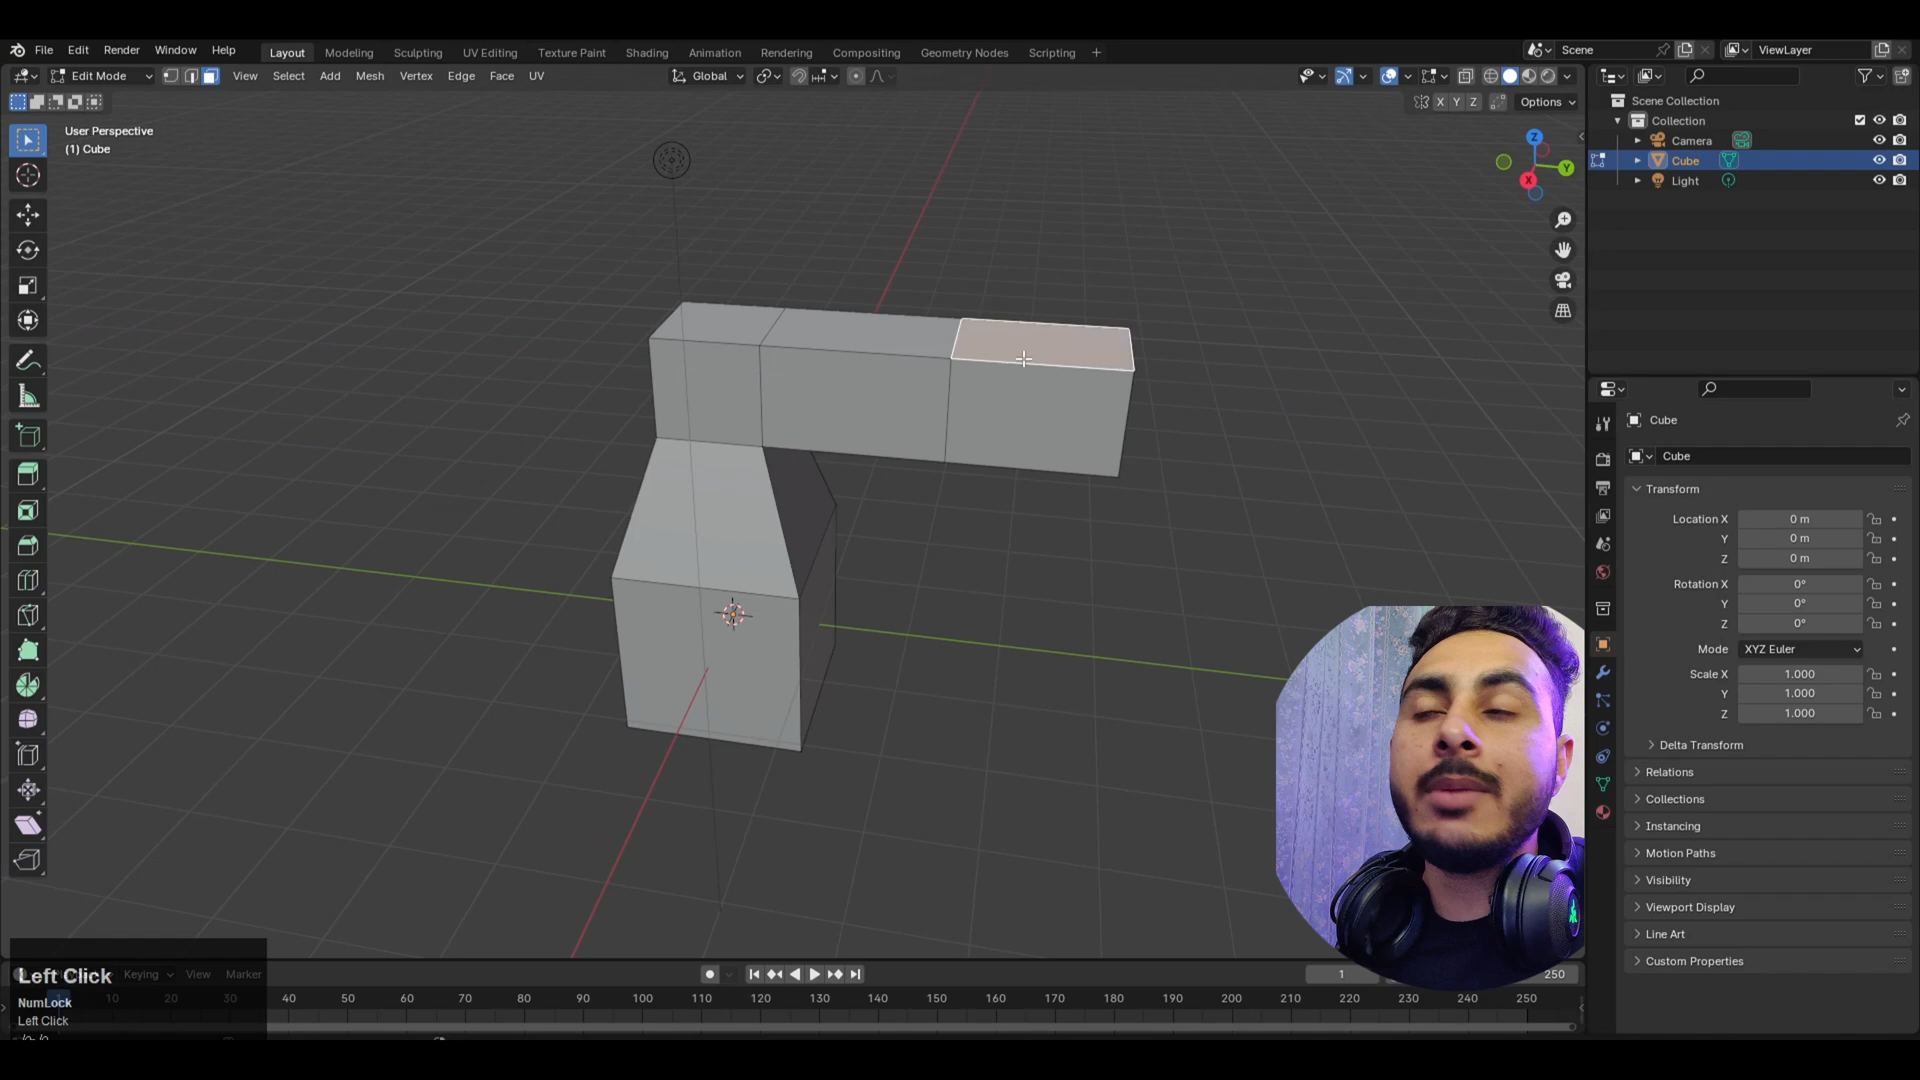 File Edit Render Window Help
Layout Modeling Sculpting UV Editing Texture Paint Shading Animation Rendering Compositing Geometry Nodes Scripting +
Scene
ViewLayer
Edit Mode
View Select Add Mesh Vertex Edge Face UV
Global
X Y Z
Options
User Perspective
(1) Cube
Z
Y
X
Scene Collection
Collection
Camera
Cube
Light
Cube
Cube
Transform
Location X 0 m
Y 0 m
Z 0 m
Rotation X 0°
Y 0°
Z 0°
Mode XYZ Euler
Scale X 1.000
Y 1.000
Z 1.000
Delta Transform
Relations
Collections
Instancing
Motion Paths
Visibility
Viewport Display
Line Art
Custom Properties
Left Click
Keying View Marker
1
250
NumLock
Left Click
10 20 30 40 50 60 70 80 90 100 110 120 130 140 150 160 170 180 190 200 210 220 230 240 250